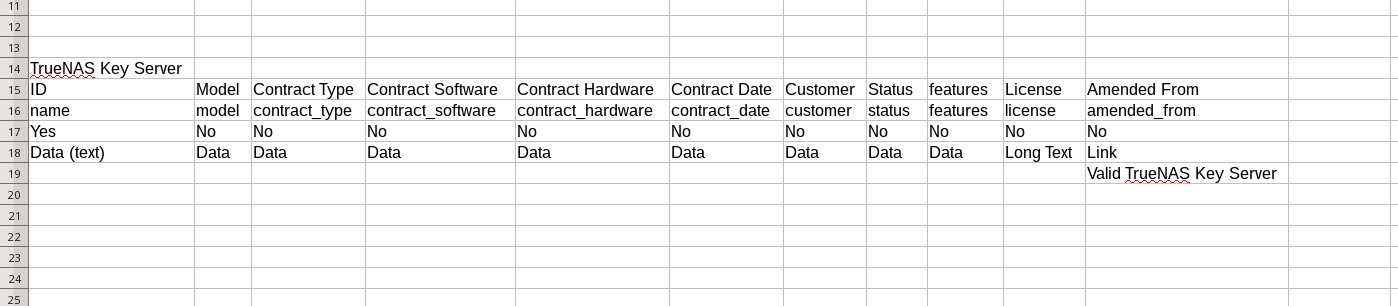 11
12
13
14 TrueNAS Key Server
15 ID Model Contract Type Contract Software Contract Hardware Contract Date Customer Status features License Amended From
16 name model contract_type contract_software contract_hardware contract_date customer status features license amended_from
17 Yes No No No No No No No No No No
18 Data (text) Data Data Data Data Data Data Data Data Long Text Link
19 Valid TrueNAS Key Server
20
21
22
23
24
25